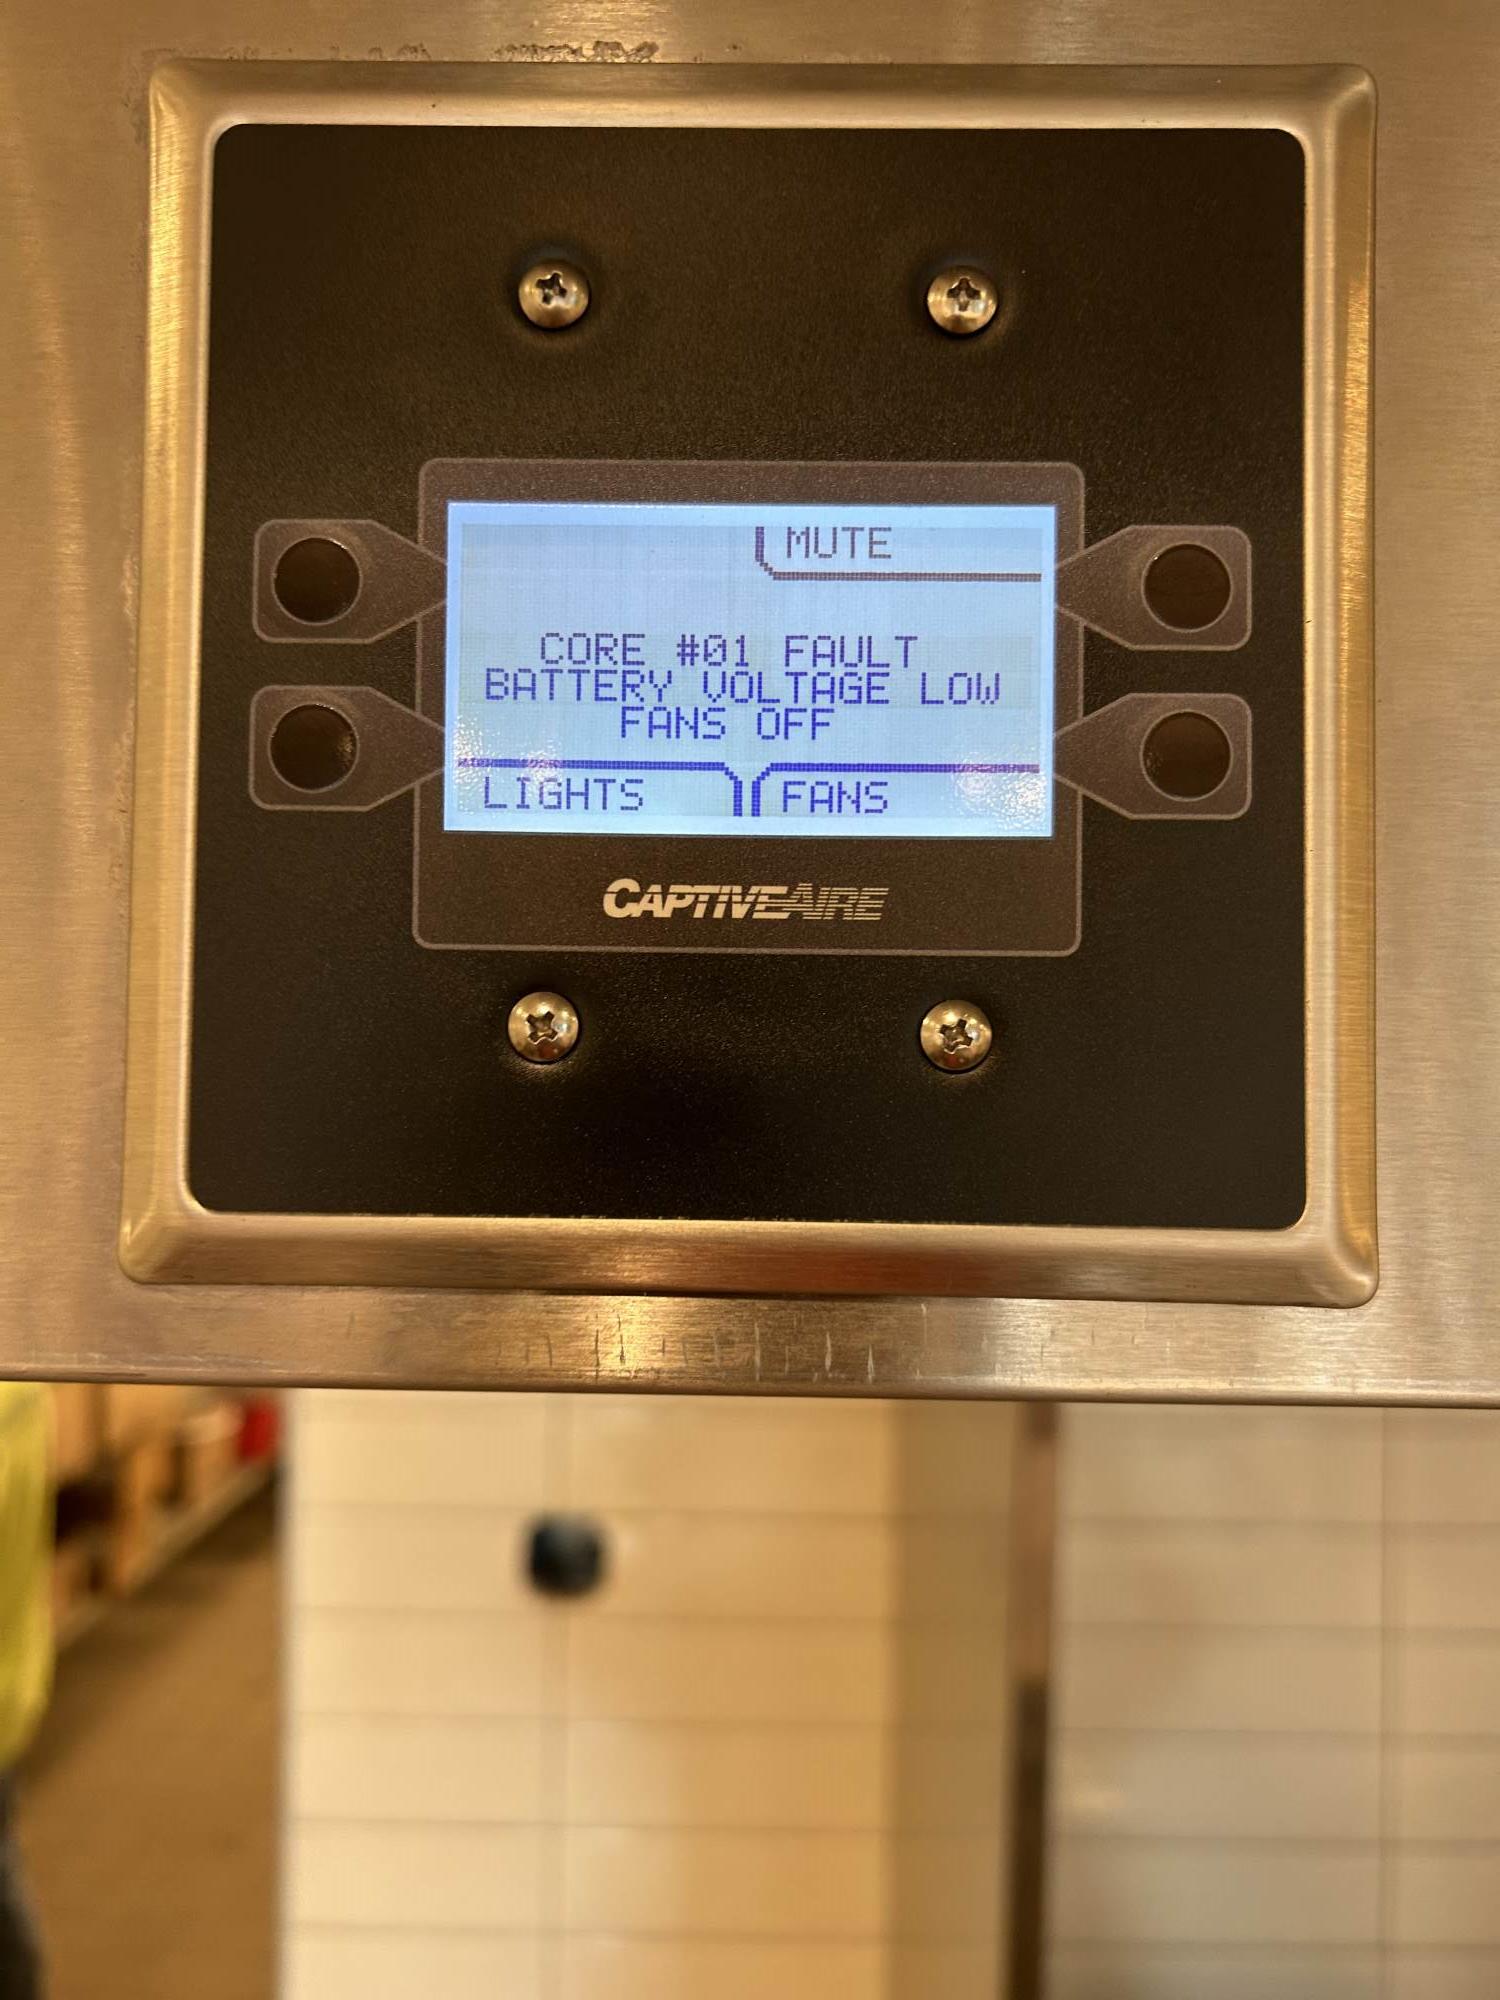 MUTE
CORE #01 FAULT
BATTERY VOLTAGE LOW
FANS OFF
LIGHTS FANS
CAPTIVEAIRE